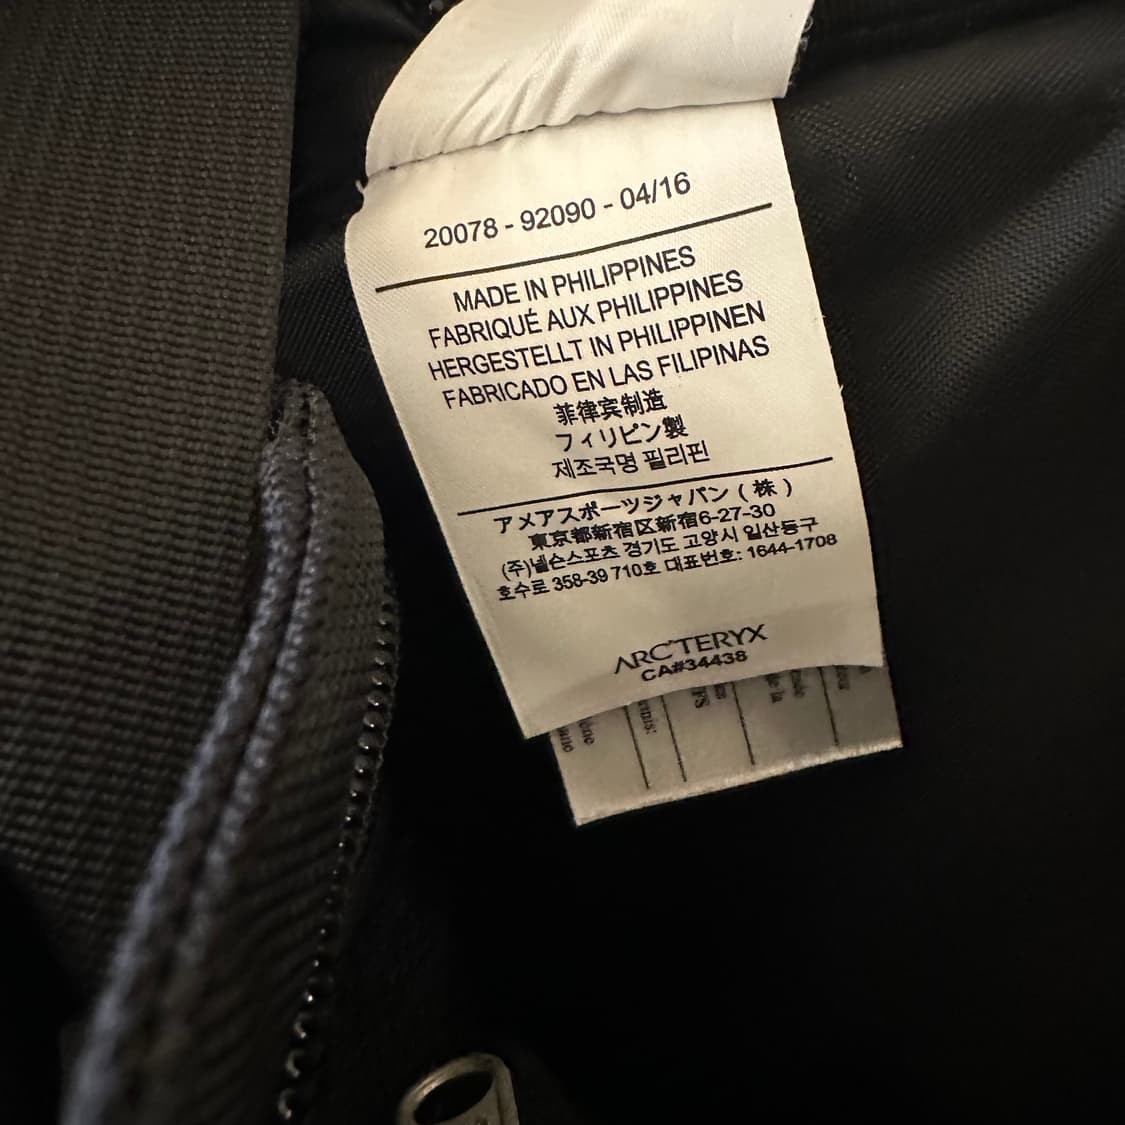 20078 - 92090 - 04/16
MADE IN PHILIPPINES
FABRIQUÉ AUX PHILIPPINES
HERGESTELLT IN PHILIPPINEN
FABRICADO EN LAS FILIPINAS
菲律宾制造
フィリピン製
제조국명 필리핀
アメアスポーツジャパン ( 株 )
東京都新宿区新宿6-27-30
(주)넬슨스포츠 경기도 고양시 일산동구
호수로 358-39 710호 대표번호: 1644-1708
ARC'TERYX
CA#34438